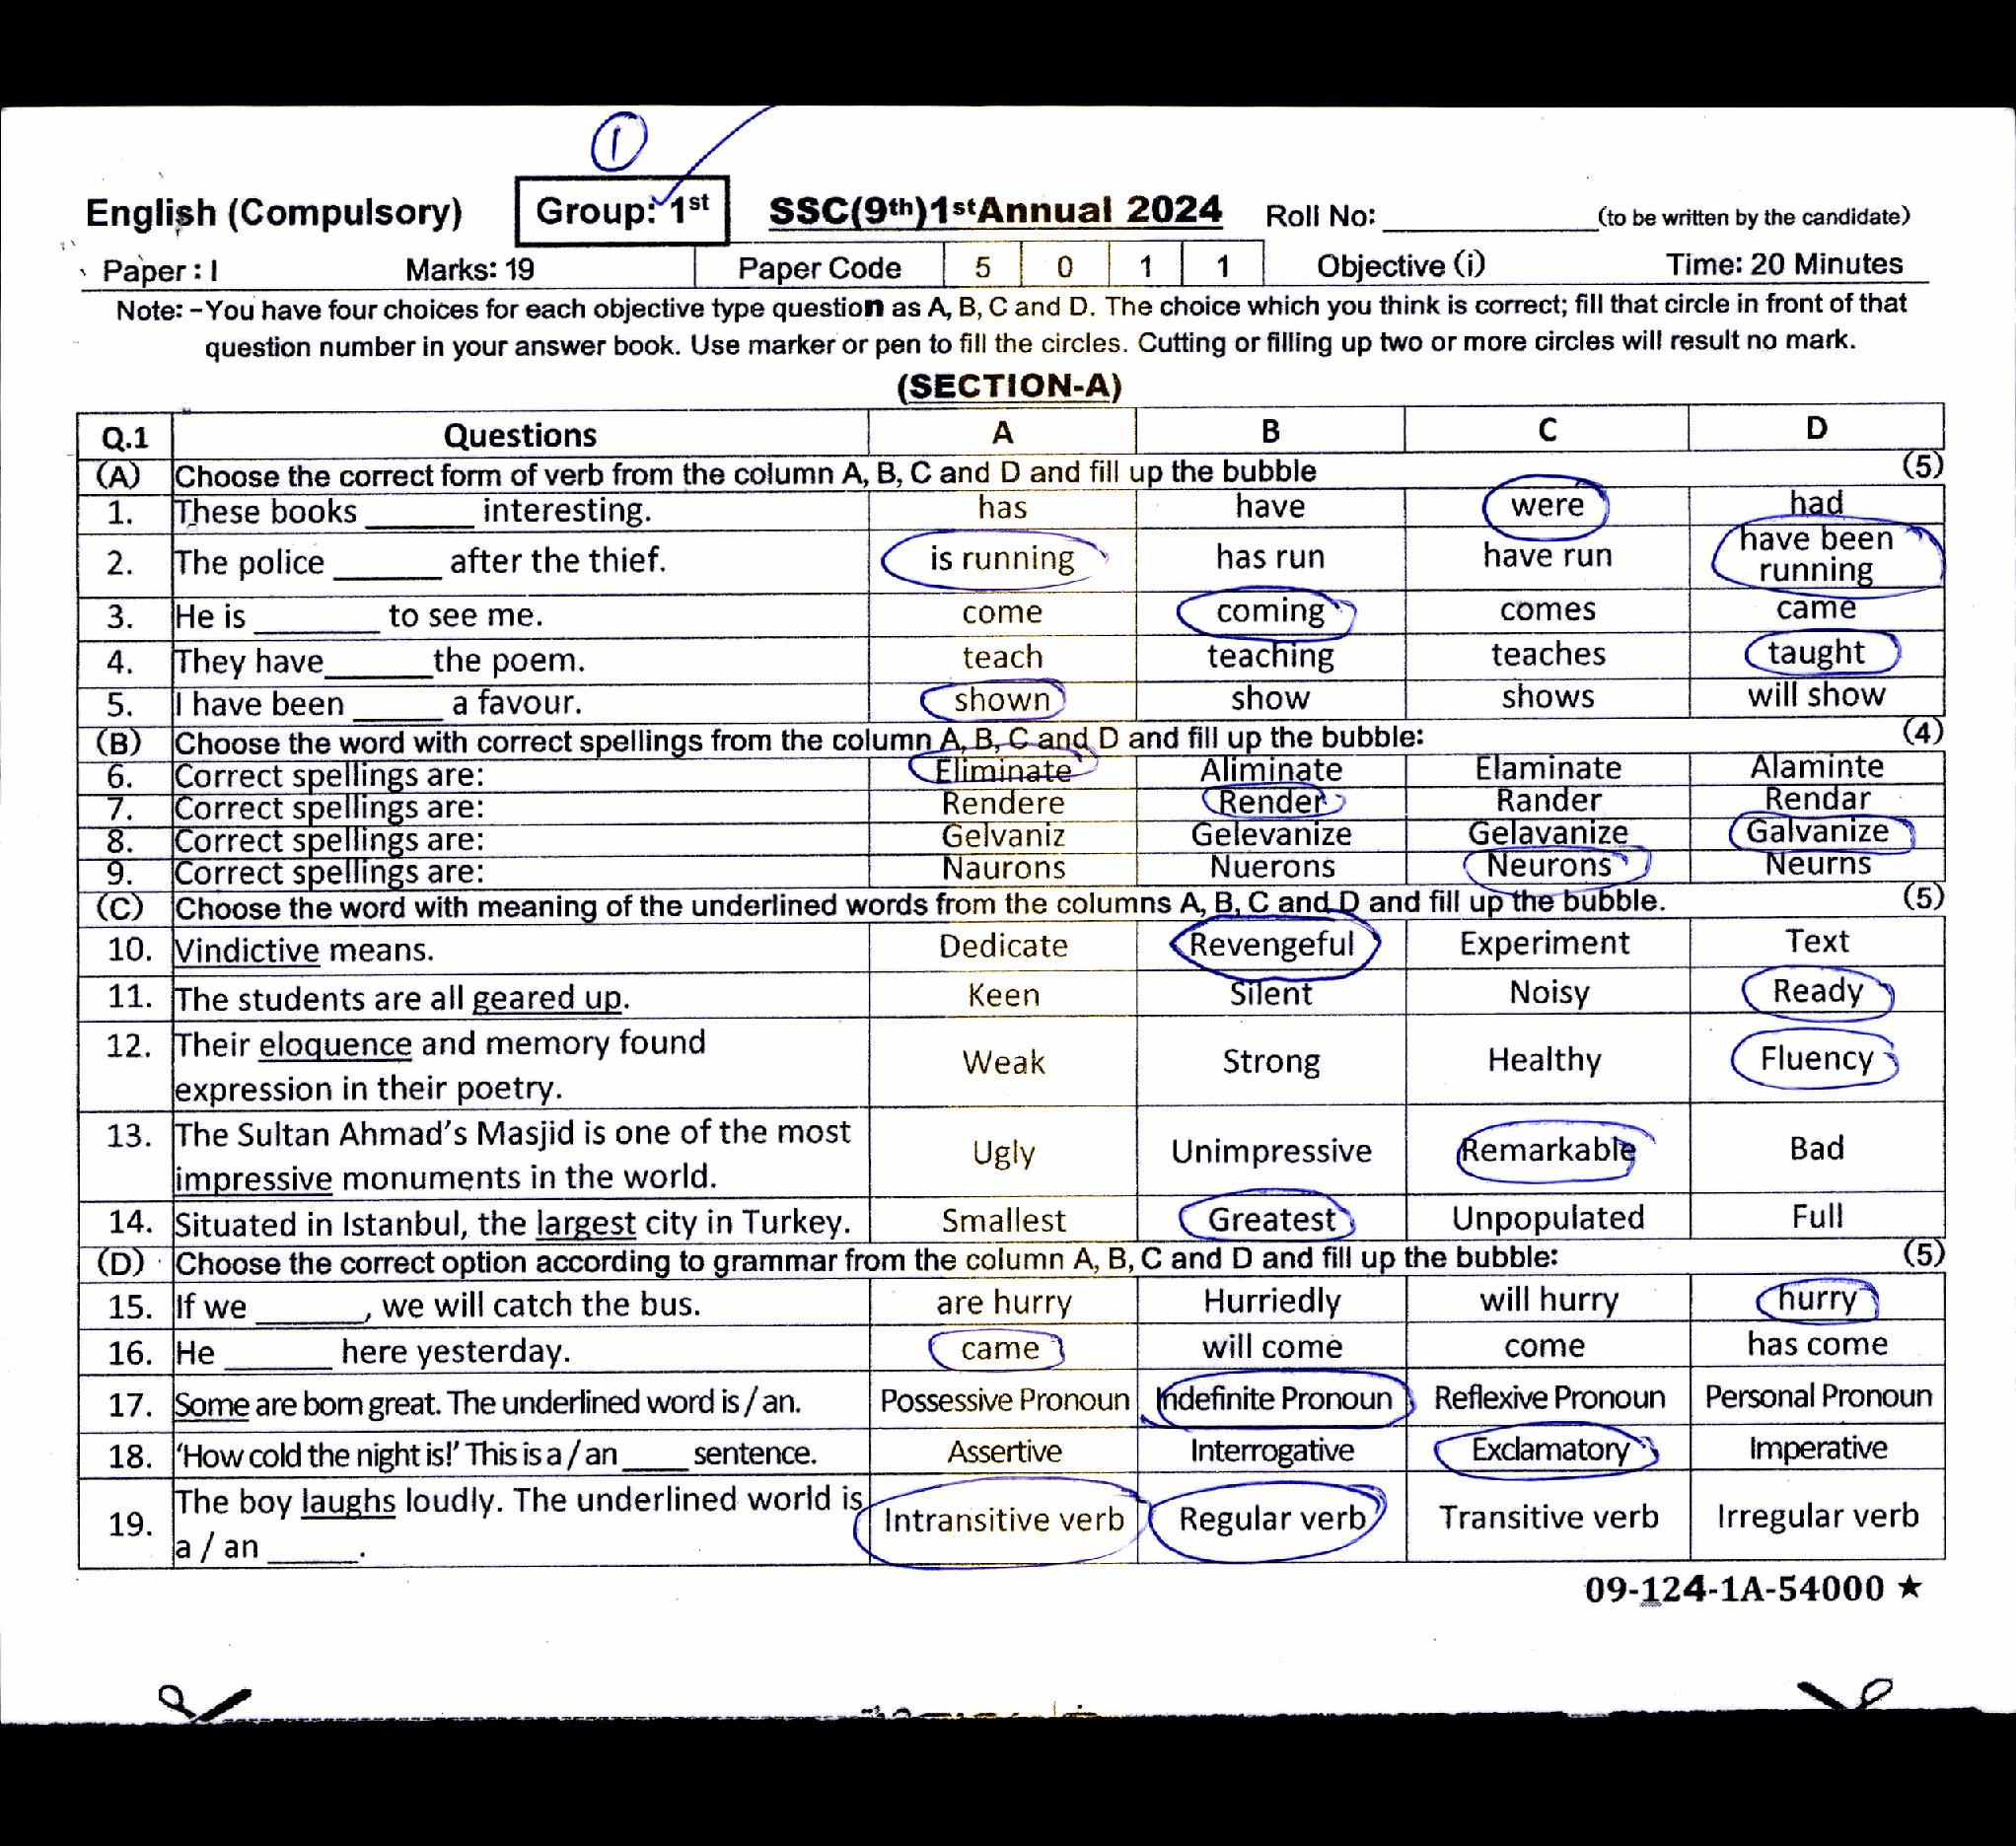 1
English (Compulsory) Group: 1st SSC(9th)1stAnnual 2024 Roll No: ____________ (to be written by the candidate)
Paper : I Marks: 19 Paper Code 5 0 1 1 Objective (i) Time: 20 Minutes
Note: -You have four choices for each objective type question as A, B, C and D. The choice which you think is correct; fill that circle in front of that
question number in your answer book. Use marker or pen to fill the circles. Cutting or filling up two or more circles will result no mark.
(SECTION-A)
Q.1 Questions A B C D
(A) Choose the correct form of verb from the column A, B, C and D and fill up the bubble (5)
1. These books ______ interesting. has have were had
2. The police ______ after the thief. is running has run have run have been running
3. He is _______ to see me. come coming comes came
4. They have______the poem. teach teaching teaches taught
5. I have been _____ a favour. shown show shows will show
(B) Choose the word with correct spellings from the column A, B, C and D and fill up the bubble: (4)
6. Correct spellings are: Eliminate Aliminate Elaminate Alaminte
7. Correct spellings are: Rendere Render Rander Rendar
8. Correct spellings are: Gelvaniz Gelevanize Gelavanize Galvanize
9. Correct spellings are: Naurons Nuerons Neurons Neurns
(C) Choose the word with meaning of the underlined words from the columns A, B, C and D and fill up the bubble. (5)
10. Vindictive means. Dedicate Revengeful Experiment Text
11. The students are all geared up. Keen Silent Noisy Ready
12. Their eloquence and memory found
expression in their poetry. Weak Strong Healthy Fluency
13. The Sultan Ahmad's Masjid is one of the most
impressive monuments in the world. Ugly Unimpressive Remarkable Bad
14. Situated in Istanbul, the largest city in Turkey. Smallest Greatest Unpopulated Full
(D) Choose the correct option according to grammar from the column A, B, C and D and fill up the bubble: (5)
15. If we ______, we will catch the bus. are hurry Hurriedly will hurry hurry
16. He ______ here yesterday. came will come come has come
17. Some are born great. The underlined word is / an. Possessive Pronoun Indefinite Pronoun Reflexive Pronoun Personal Pronoun
18. 'How cold the night is!' This is a / an ____ sentence. Assertive Interrogative Exclamatory Imperative
19. The boy laughs loudly. The underlined world is
a / an _____. Intransitive verb Regular verb Transitive verb Irregular verb
09-124-1A-54000 ★